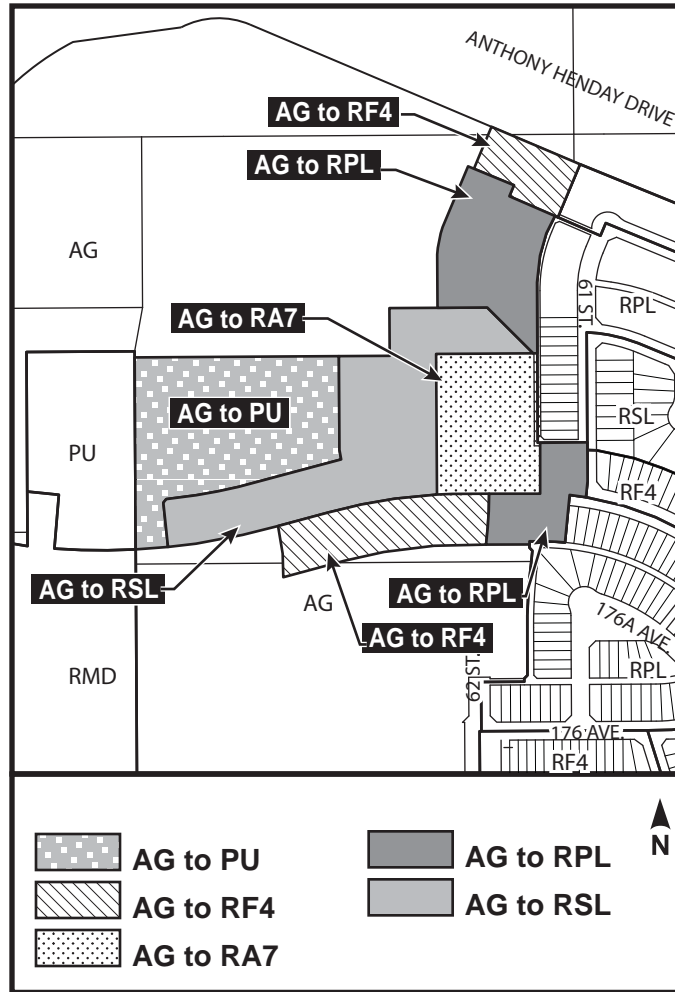 ANTHONY HENDAY DRIVE
AG to RF4
AG to RPL
AG
61 ST.
RPL
AG to RA7
AG to PU
RSL
PU
RF4
AG to RSL
AG to RPL
AG
176A AVE.
AG to RF4
62 ST.
RPL
RMD
176 AVE.
RF4
N
AG to PU
AG to RPL
AG to RF4
AG to RSL
AG to RA7